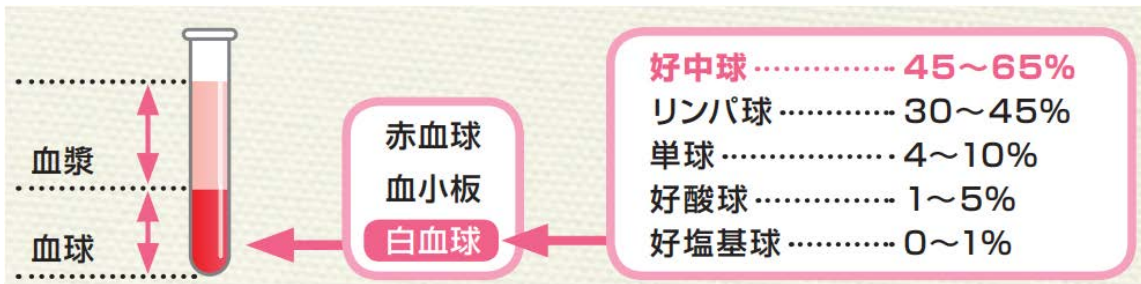 血漿
血球
赤血球
血小板
白血球
好中球 …………… 45〜65%
リンパ球 ………… 30〜45%
単球 ……………… 4〜10%
好酸球 …………… 1〜5%
好塩基球 ………… 0〜1%